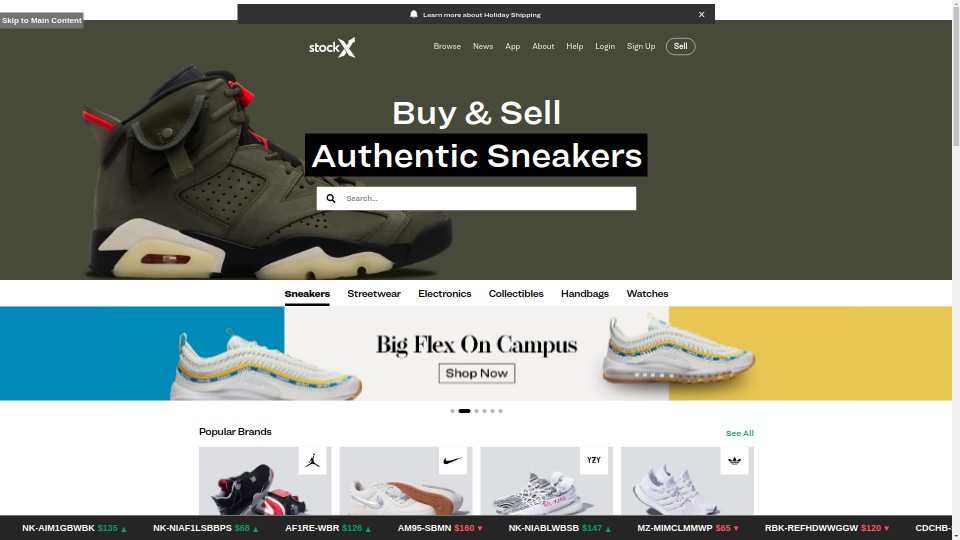 Skip to Main Content
Learn more about Holiday Shipping
stockX
Browse News App About Help Login Sign Up Sell
Buy & Sell
Authentic Sneakers
Search...
Sneakers Streetwear Electronics Collectibles Handbags Watches
Big Flex On Campus
Shop Now
Popular Brands
See All
YZY
NK-AIM1GBWBK $135 ▲ NK-NIAF1LSBBPS $68 ▲ AF1RE-WBR $126 ▲ AM95-SBMN $160 ▼ NK-NIABLWBSB $147 ▲ MZ-MIMCLMMWP $65 ▼ RBK-REFHDWWGGW $120 ▼ CDCHB-